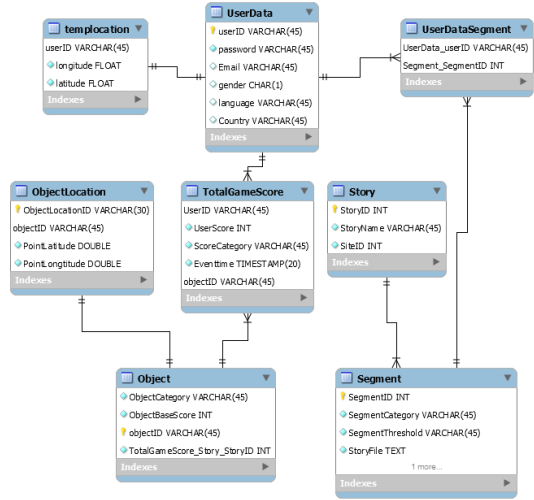 templocation
userID VARCHAR(45)
longitude FLOAT
latitude FLOAT
Indexes
UserData
userID VARCHAR(45)
password VARCHAR(45)
Email VARCHAR(45)
gender CHAR(1)
language VARCHAR(45)
Country VARCHAR(45)
Indexes
UserDataSegment
UserData_userID VARCHAR(45)
Segment_SegmentID INT
Indexes
ObjectLocation
ObjectLocationID VARCHAR(30)
objectID VARCHAR(45)
PointLatitude DOUBLE
PointLongtitude DOUBLE
Indexes
TotalGameScore
UserID VARCHAR(45)
UserScore INT
ScoreCategory VARCHAR(45)
Eventtime TIMESTAMP(20)
objectID VARCHAR(45)
Indexes
Story
StoryID INT
StoryName VARCHAR(45)
SiteID INT
Indexes
Object
ObjectCategory VARCHAR(45)
ObjectBaseScore INT
objectID VARCHAR(45)
TotalGameScore_Story_StoryID INT
Indexes
Segment
SegmentID INT
SegmentCategory VARCHAR(45)
SegmentThreshold VARCHAR(45)
StoryFile TEXT
1 more...
Indexes